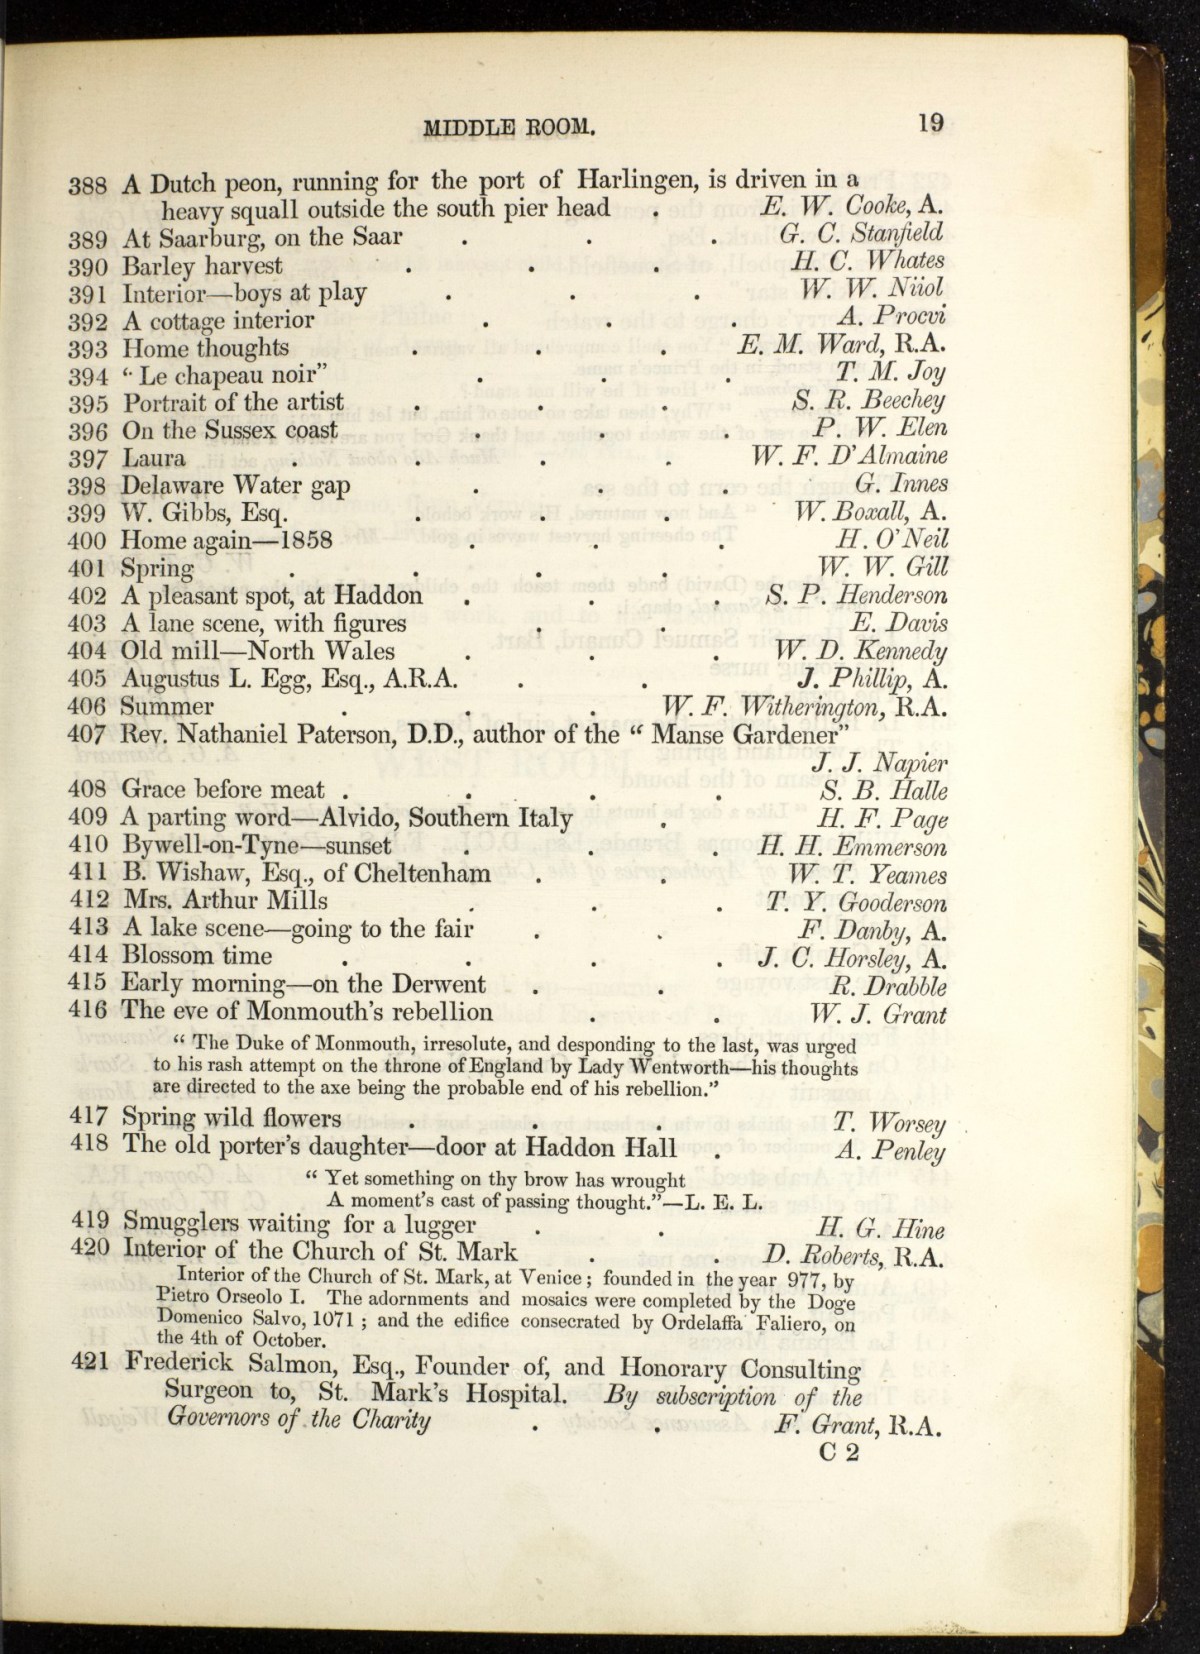 MIDDLE ROOM. 19
388 A Dutch peon, running for the port of Harlingen, is driven in a
heavy squall outside the south pier head . E. W. Cooke, A.
389 At Saarburg, on the Saar . . . G. C. Stanfield
390 Barley harvest . . . H. C. Whates
391 Interior—boys at play . . . W. W. Niiol
392 A cottage interior . . . A. Procvi
393 Home thoughts . . . E. M. Ward, R.A.
394 “ Le chapeau noir” . . . T. M. Joy
395 Portrait of the artist . . . S. R. Beechey
396 On the Sussex coast . . . P. W. Elen
397 Laura . . . . W. F. D’Almaine
398 Delaware Water gap . . . G. Innes
399 W. Gibbs, Esq. . . . W. Boxall, A.
400 Home again—1858 . . . H. O’Neil
401 Spring . . . . W. W. Gill
402 A pleasant spot, at Haddon . . . S. P. Henderson
403 A lane scene, with figures . . E. Davis
404 Old mill—North Wales . . . W. D. Kennedy
405 Augustus L. Egg, Esq., A.R.A. . . J. Phillip, A.
406 Summer . . . W. F. Witherington, R.A.
407 Rev. Nathaniel Paterson, D.D., author of the “ Manse Gardener”
J. J. Napier
408 Grace before meat . . . . S. B. Halle
409 A parting word—Alvido, Southern Italy . H. F. Page
410 Bywell-on-Tyne—sunset . . . H. H. Emmerson
411 B. Wishaw, Esq., of Cheltenham . . W. T. Yeames
412 Mrs. Arthur Mills . . . T. Y. Gooderson
413 A lake scene—going to the fair . . F. Danby, A.
414 Blossom time . . . . J. C. Horsley, A.
415 Early morning—on the Derwent . . R. Drabble
416 The eve of Monmouth’s rebellion . . W. J. Grant
“ The Duke of Monmouth, irresolute, and desponding to the last, was urged
to his rash attempt on the throne of England by Lady Wentworth—his thoughts
are directed to the axe being the probable end of his rebellion.”
417 Spring wild flowers . . . T. Worsey
418 The old porter’s daughter—door at Haddon Hall . A. Penley
“ Yet something on thy brow has wrought
A moment’s cast of passing thought.”—L. E. L.
419 Smugglers waiting for a lugger . . H. G. Hine
420 Interior of the Church of St. Mark . . D. Roberts, R.A.
Interior of the Church of St. Mark, at Venice ; founded in the year 977, by
Pietro Orseolo I. The adornments and mosaics were completed by the Doge
Domenico Salvo, 1071 ; and the edifice consecrated by Ordelaffa Faliero, on
the 4th of October.
421 Frederick Salmon, Esq., Founder of, and Honorary Consulting
Surgeon to, St. Mark’s Hospital. By subscription of the
Governors of the Charity . . F. Grant, R.A.
C 2